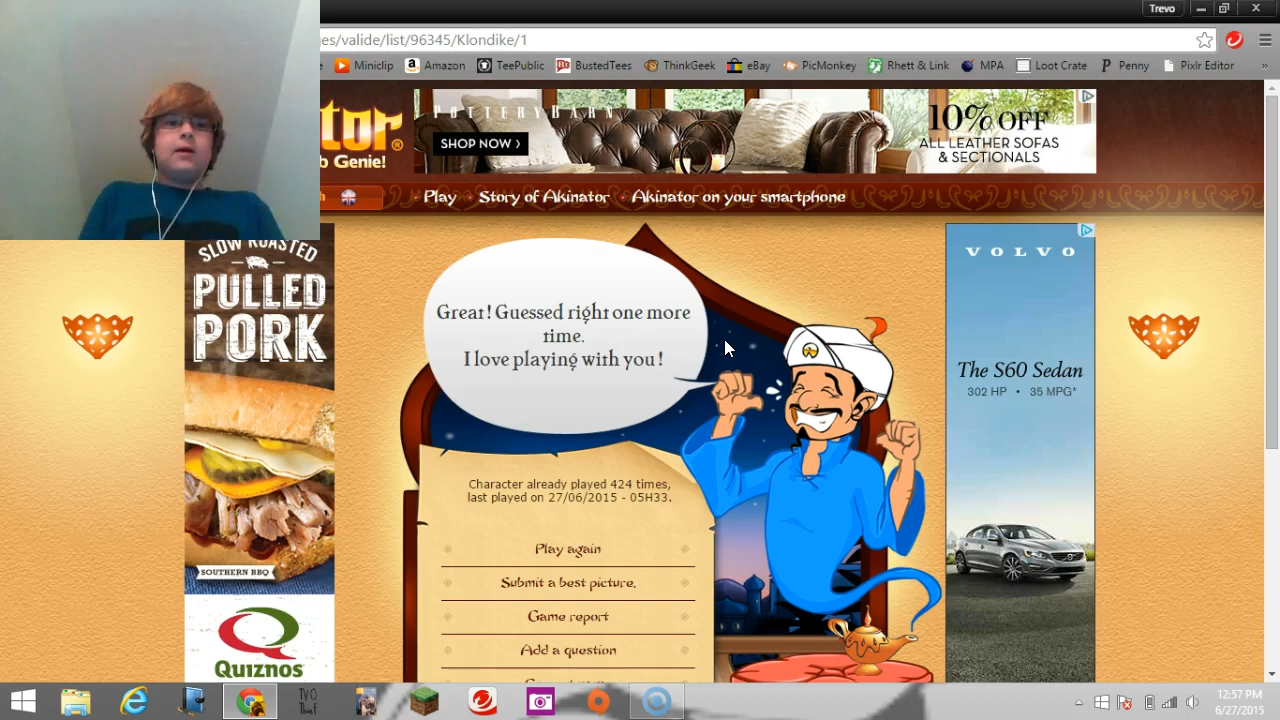 Trevo
es/valide/list/96345/Klondike/1
Miniclip
Amazon
TeePublic
BustedTees
ThinkGeek
eBay
PicMonkey
Rhett & Link
MPA
Loot Crate
Penny
Pixlr Editor
»
tor®
b Genie!
POTTERYBARN
SHOP NOW ›
10% OFF
ALL LEATHER SOFAS
& SECTIONALS
Play
Story of Akinator
Akinator on your smartphone
SLOW ROASTED
PULLED
PORK
SOUTHERN BBQ
QUIZNOS
Great! Guessed right one more
time.
I love playing with you!
Character already played 424 times,
last played on 27/06/2015 - 05H33.
Play again
Submit a best picture.
Game report
Add a question
VOLVO
The S60 Sedan
302 HP • 35 MPG*
12:57 PM
6/27/2015